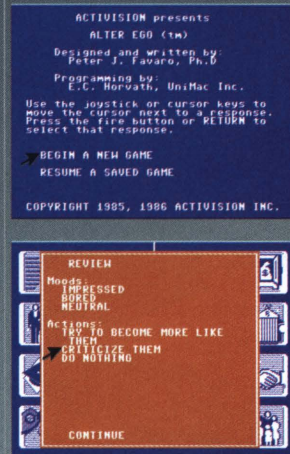 ACTIVISION presents
ALTER EGO (tm)
Designed and written by:
Peter J. Favaro, Ph.D
Programming by:
E.C. Horvath, UniMac Inc.
Use the joystick or cursor keys to
move the cursor next to a response.
Press the fire button or RETURN to
select that response.
BEGIN A NEW GAME
RESUME A SAVED GAME
COPYRIGHT 1985, 1986 ACTIVISION INC.
REVIEW
Moods:
IMPRESSED
BORED
NEUTRAL
Actions:
TRY TO BECOME MORE LIKE
THEM
CRITICIZE THEM
DO NOTHING
CONTINUE